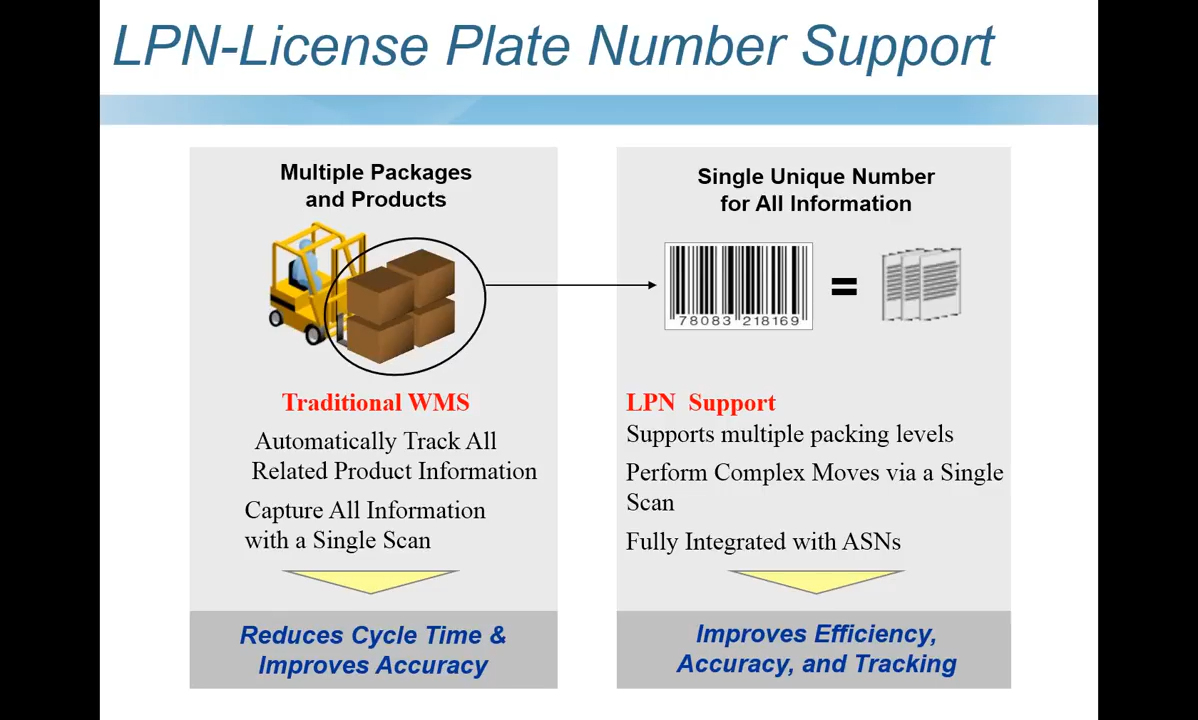 LPN-License Plate Number Support
Multiple Packages
and Products
Traditional WMS
Automatically Track All
Related Product Information
Capture All Information
with a Single Scan
Reduces Cycle Time &
Improves Accuracy
Single Unique Number
for All Information
78083 218169
=
LPN Support
Supports multiple packing levels
Perform Complex Moves via a Single
Scan
Fully Integrated with ASNs
Improves Efficiency,
Accuracy, and Tracking